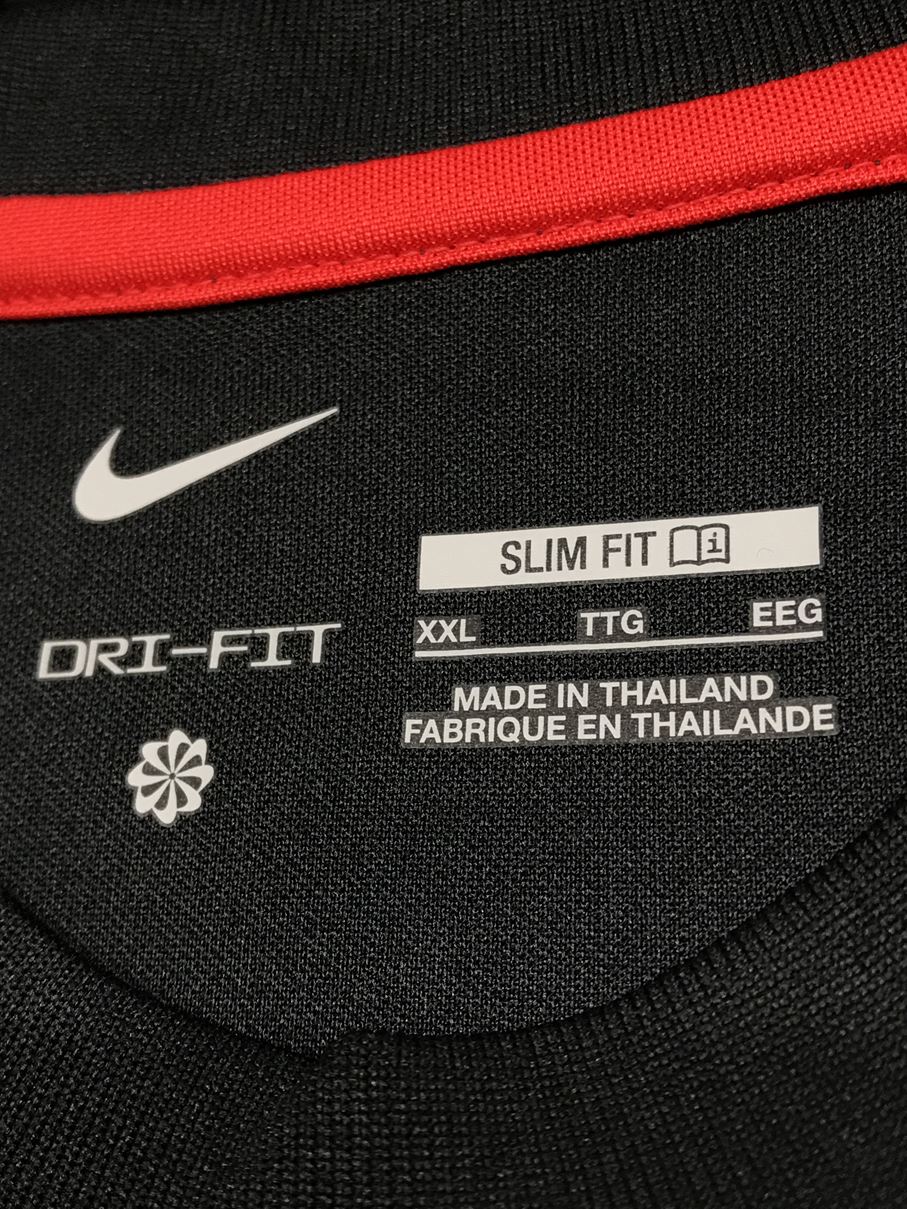 DRI-FIT
SLIM FIT
XXL TTG EEG
MADE IN THAILAND
FABRIQUE EN THAILANDE